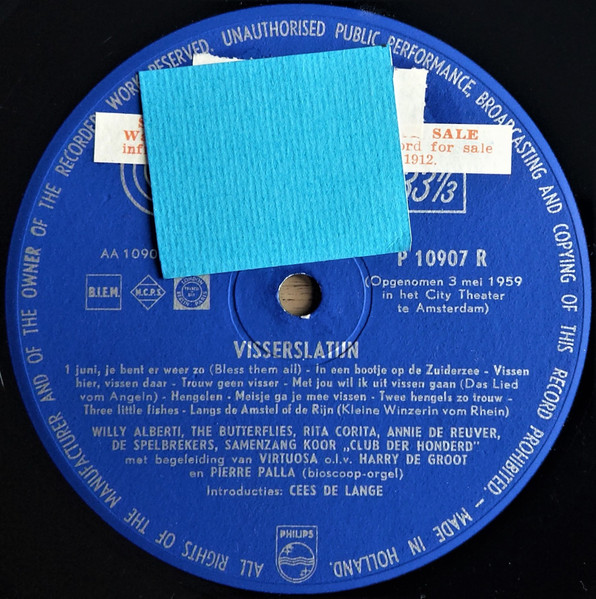 ALL RIGHTS OF THE MANUFACTURER AND OF THE OWNER OF THE RECORDED WORK RESERVED. UNAUTHORISED PUBLIC PERFORMANCE, BROADCASTING AND COPYING OF THIS RECORD PROHIBITED. – MADE IN HOLLAND.
SALE
for sale
1912.
33⅓
AA 1090
P 10907 R
B.I.E.M.
M.C.P.S.
(Opgenomen 3 mei 1959
in het City Theater
te Amsterdam)
VISSERSLATIJN
1 juni, je bent er weer zo (Bless them all) - In een bootje op de Zuiderzee - Vissen
hier, vissen daar - Trouw geen visser - Met jou wil ik uit vissen gaan (Das Lied
vom Angeln) - Hengelen - Meisje ga je mee vissen - Twee hengels zo trouw -
Three little fishes - Langs de Amstel of de Rijn (Kleine Winzerin vom Rhein)
WILLY ALBERTI, THE BUTTERFLIES, RITA CORITA, ANNIE DE REUVER,
DE SPELBREKERS, SAMENZANG KOOR „CLUB DER HONDERD"
met begeleiding van VIRTUOSA o.l.v. HARRY DE GROOT
en PIERRE PALLA (bioscoop-orgel)
Introducties: CEES DE LANGE
PHILIPS